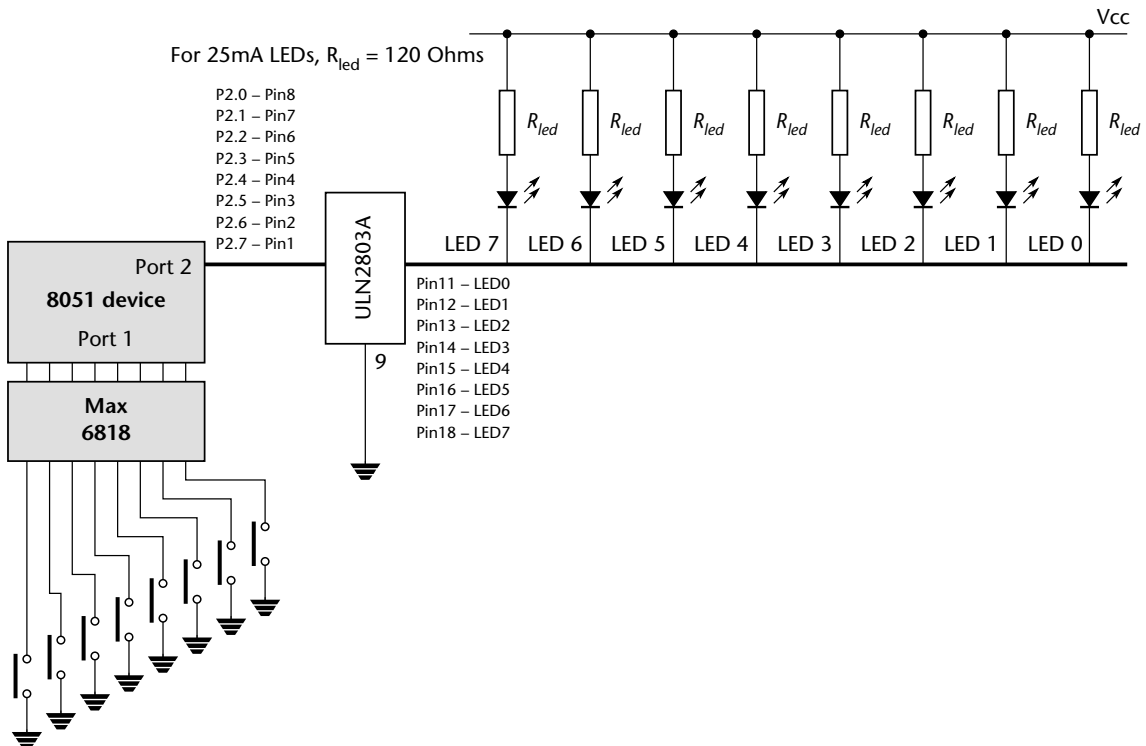 Vcc
For 25mA LEDs, Rled = 120 Ohms
P2.0 – Pin8
P2.1 – Pin7
P2.2 – Pin6
P2.3 – Pin5
P2.4 – Pin4
P2.5 – Pin3
P2.6 – Pin2
P2.7 – Pin1
Rled Rled Rled Rled Rled Rled Rled Rled
ULN2803A
LED 7 LED 6 LED 5 LED 4 LED 3 LED 2 LED 1 LED 0
Port 2
8051 device
Port 1
9
Pin11 – LED0
Pin12 – LED1
Pin13 – LED2
Pin14 – LED3
Pin15 – LED4
Pin16 – LED5
Pin17 – LED6
Pin18 – LED7
Max
6818